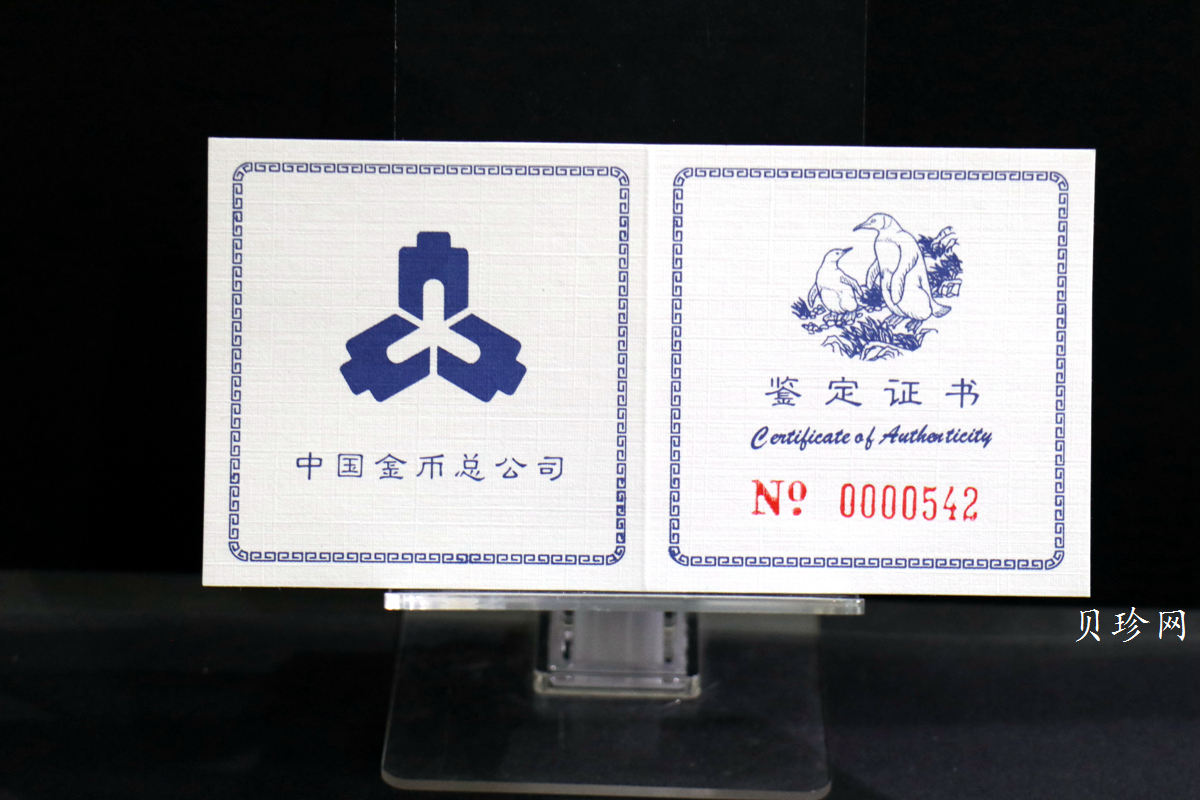 中国金币总公司
鉴定证书
Certificate of Authenticity
Nº 0000542
贝珍网